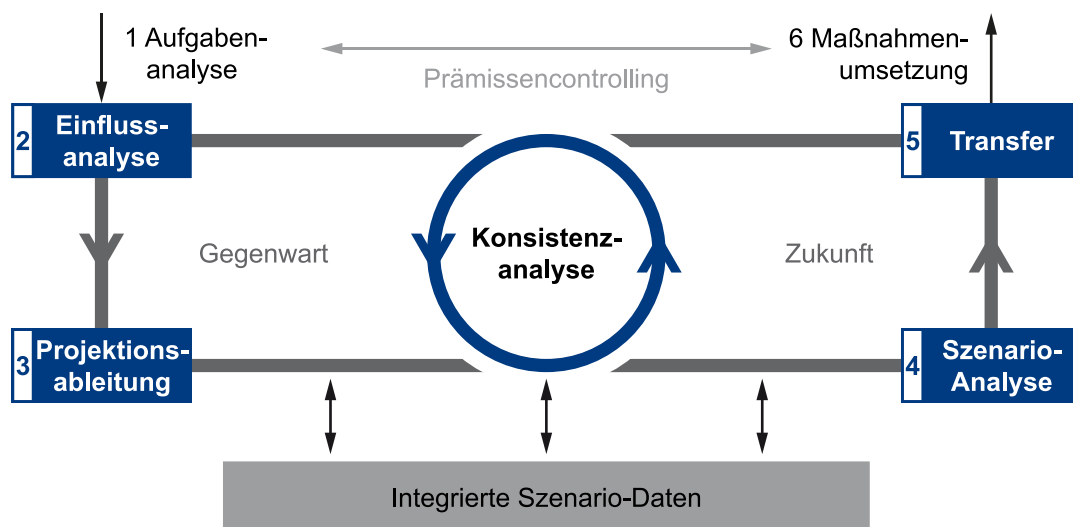 1 Aufgaben-
analyse
Prämissencontrolling
6 Maßnahmen-
umsetzung
2
Einfluss-
analyse
5
Transfer
Gegenwart
Konsistenz-
analyse
Zukunft
3
Projektions-
ableitung
4
Szenario-
Analyse
Integrierte Szenario-Daten